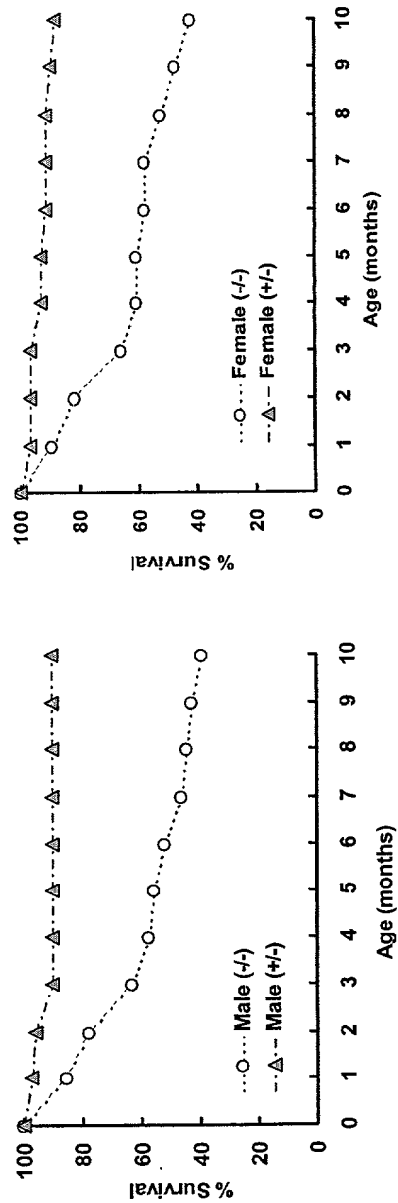 100
80
60
40
20
0
% Survival
Male (-/-)
Male (+/-)
0 1 2 3 4 5 6 7 8 9 10
Age (months)
100
80
60
40
20
0
% Survival
Female (-/-)
Female (+/-)
0 1 2 3 4 5 6 7 8 9 10
Age (months)